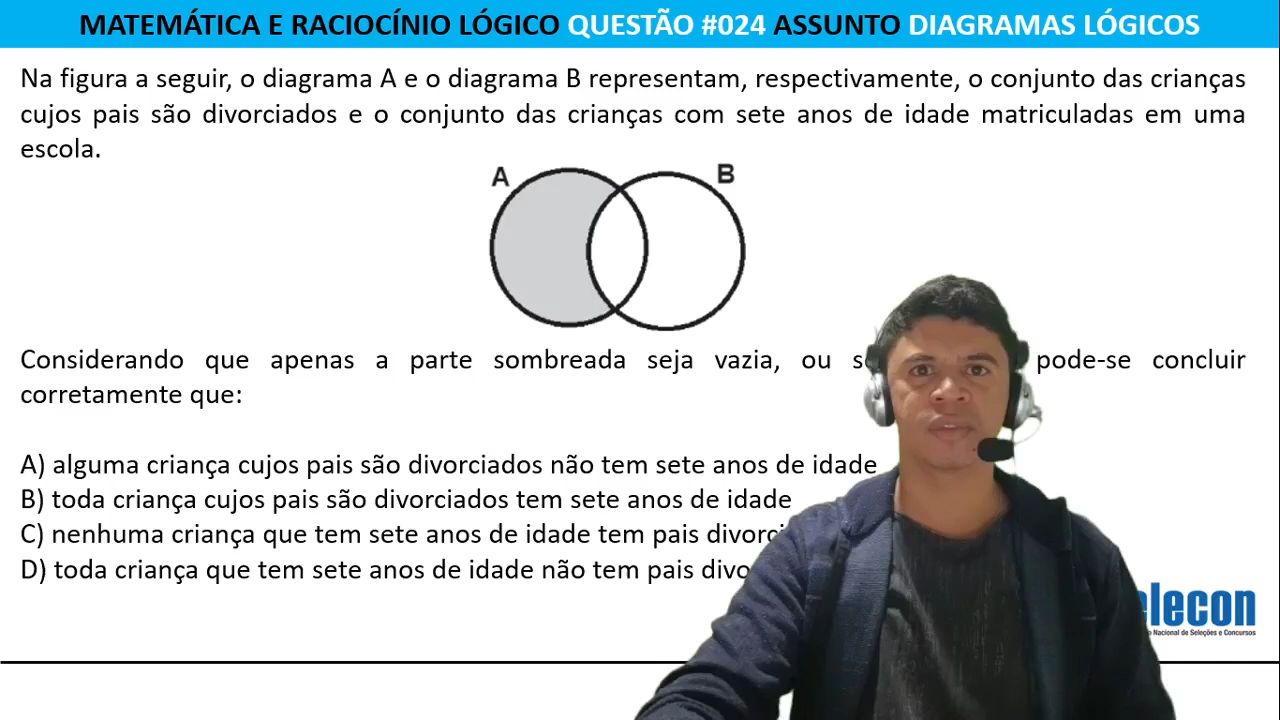 MATEMÁTICA E RACIOCÍNIO LÓGICO QUESTÃO #024 ASSUNTO DIAGRAMAS LÓGICOS
Na figura a seguir, o diagrama A e o diagrama B representam, respectivamente, o conjunto das crianças
cujos pais são divorciados e o conjunto das crianças com sete anos de idade matriculadas em uma
escola.
A
B
Considerando que apenas a parte sombreada seja vazia, ou pode-se concluir
corretamente que:
A) alguma criança cujos pais são divorciados não tem sete anos de idade
B) toda criança cujos pais são divorciados tem sete anos de idade
C) nenhuma criança que tem sete anos de idade tem pais
D) toda criança que tem sete anos de idade não tem pais
Nacional de Seleções e Concursos